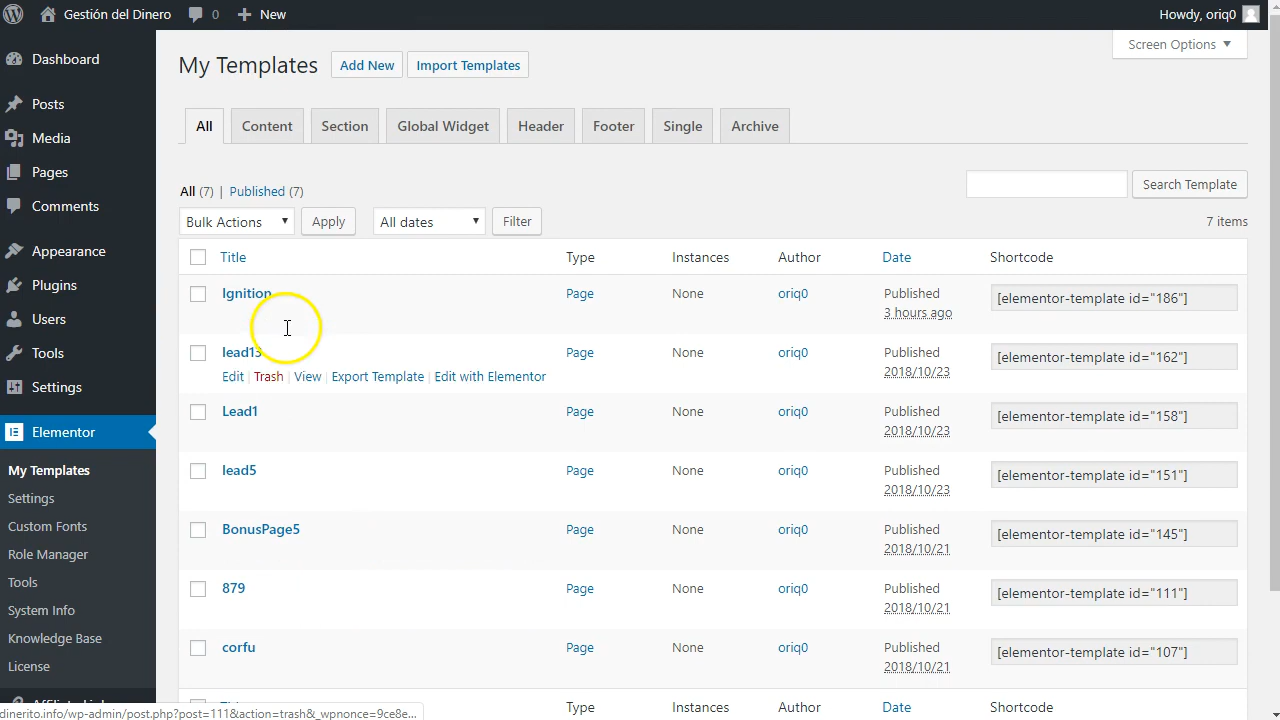 Gestión del Dinero 0 New Howdy, oriq0
Screen Options
Dashboard
Posts
Media
Pages
Comments
Appearance
Plugins
Users
Tools
Settings
Elementor
My Templates
Settings
Custom Fonts
Role Manager
Tools
System Info
Knowledge Base
License
My Templates Add New Import Templates
All Content Section Global Widget Header Footer Single Archive
All (7) | Published (7)
Search Template
Bulk Actions Apply All dates Filter 7 items
Title Type Instances Author Date Shortcode
Ignition Page None oriq0 Published [elementor-template id="186"]
3 hours ago
lead13 Page None oriq0 Published [elementor-template id="162"]
2018/10/23
Edit | Trash | View | Export Template | Edit with Elementor
Lead1 Page None oriq0 Published [elementor-template id="158"]
2018/10/23
lead5 Page None oriq0 Published [elementor-template id="151"]
2018/10/23
BonusPage5 Page None oriq0 Published [elementor-template id="145"]
2018/10/21
879 Page None oriq0 Published [elementor-template id="111"]
2018/10/21
corfu Page None oriq0 Published [elementor-template id="107"]
2018/10/21
Type Instances Author Date Shortcode
dinerito.info/wp-admin/post.php?post=111&action=trash&_wpnonce=9ce8e...